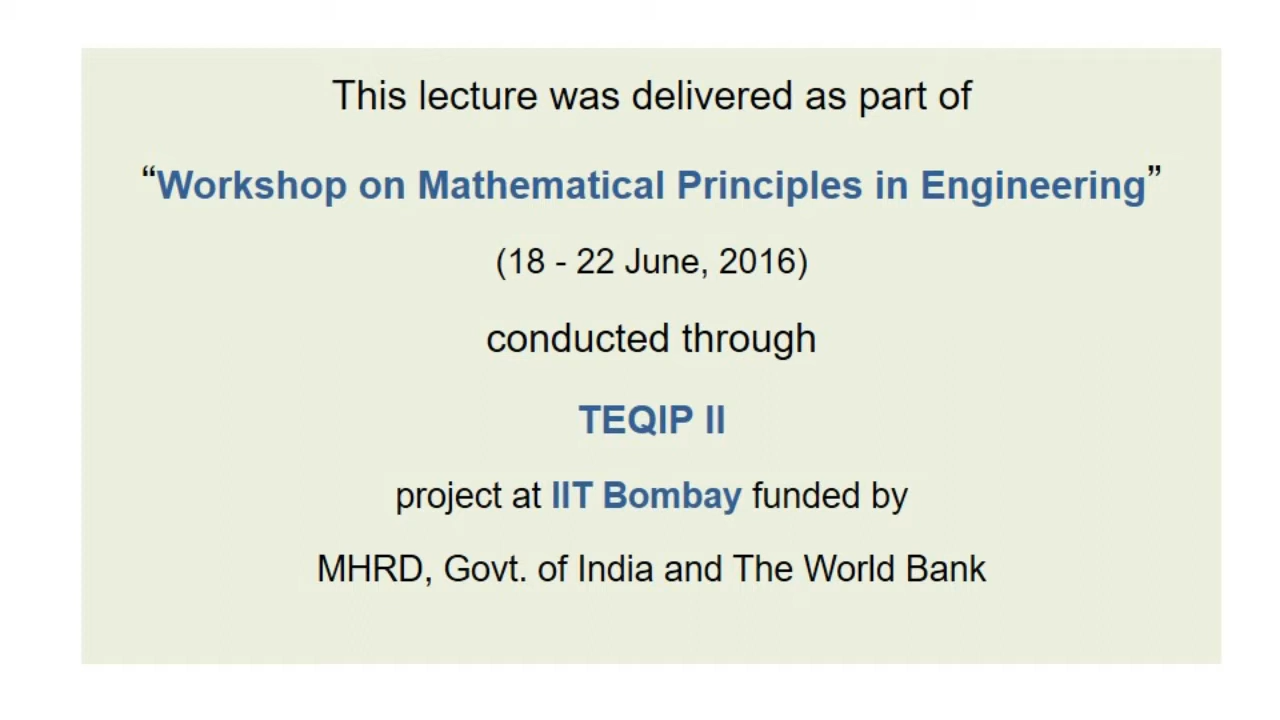 This lecture was delivered as part of
“Workshop on Mathematical Principles in Engineering”
(18 - 22 June, 2016)
conducted through
TEQIP II
project at IIT Bombay funded by
MHRD, Govt. of India and The World Bank